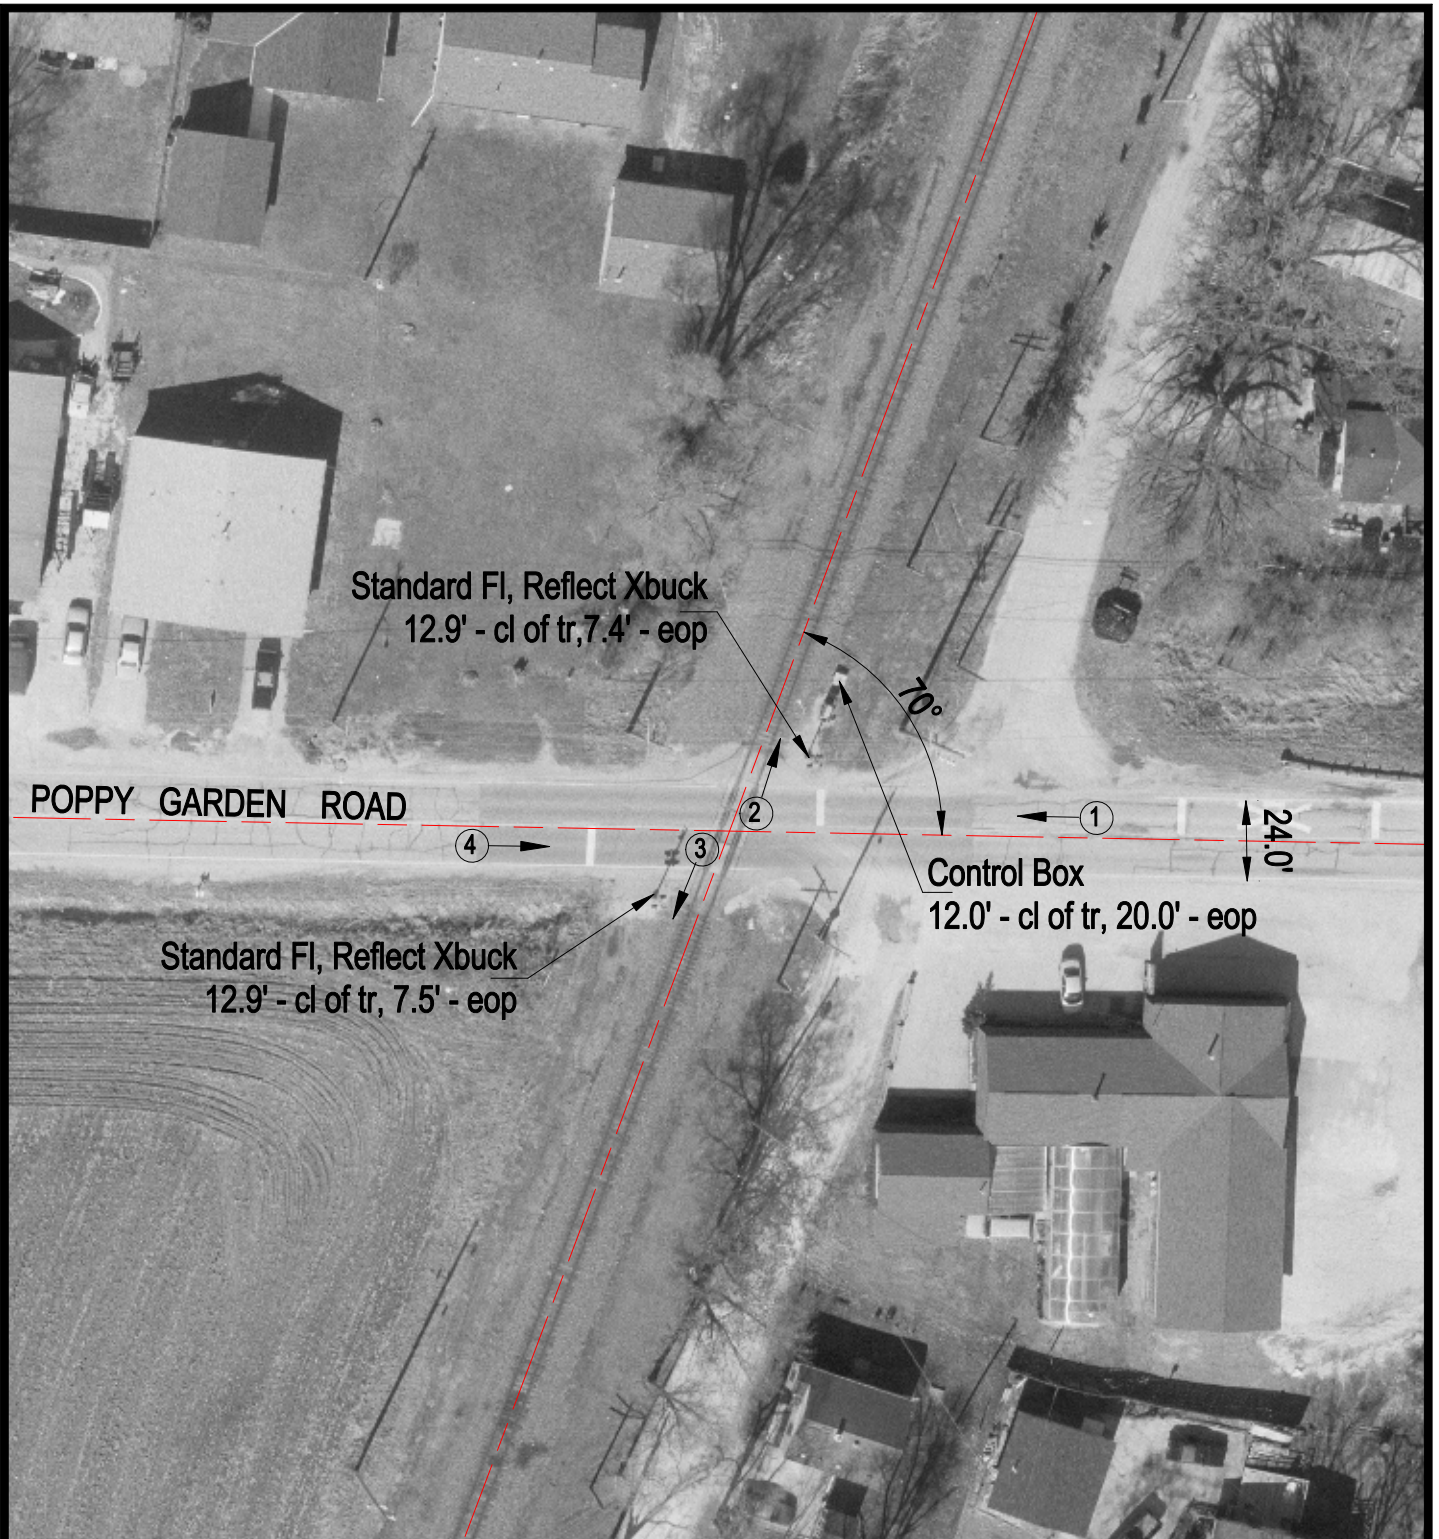 Standard Fl, Reflect Xbuck
12.9' - cl of tr,7.4' - eop
70°
POPPY GARDEN ROAD
2
1
4
3
24.0'
Control Box
12.0' - cl of tr, 20.0' - eop
Standard Fl, Reflect Xbuck
12.9' - cl of tr, 7.5' - eop